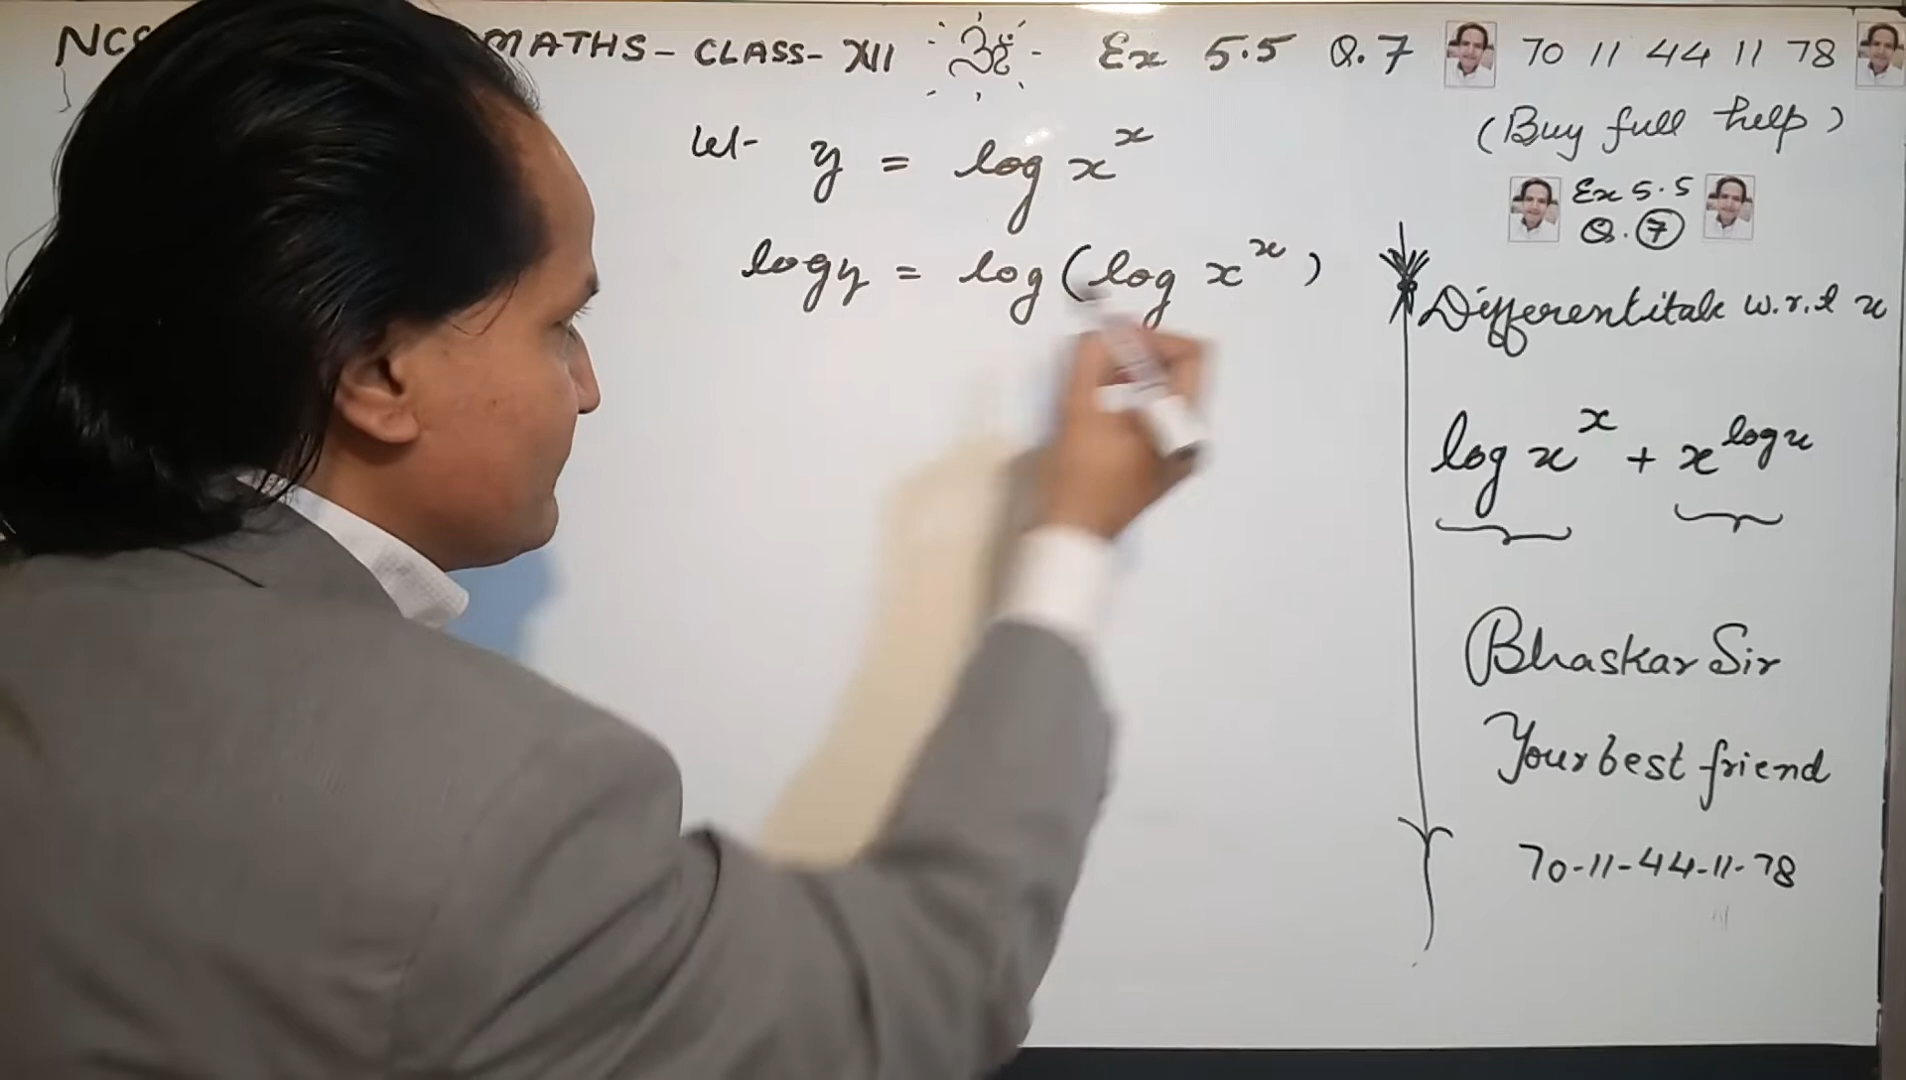 MATHS - CLASS - XII ॐ Ex 5.5 Q.7 70 11 44 11 78
(Buy full help)
Ex 5.5
Q. 7
Let y = log x^x
log y = log (log x^x)
Differentitate w.r.t x
log x^x + x^log x
Bhaskar Sir
Your best friend
70-11-44-11-78